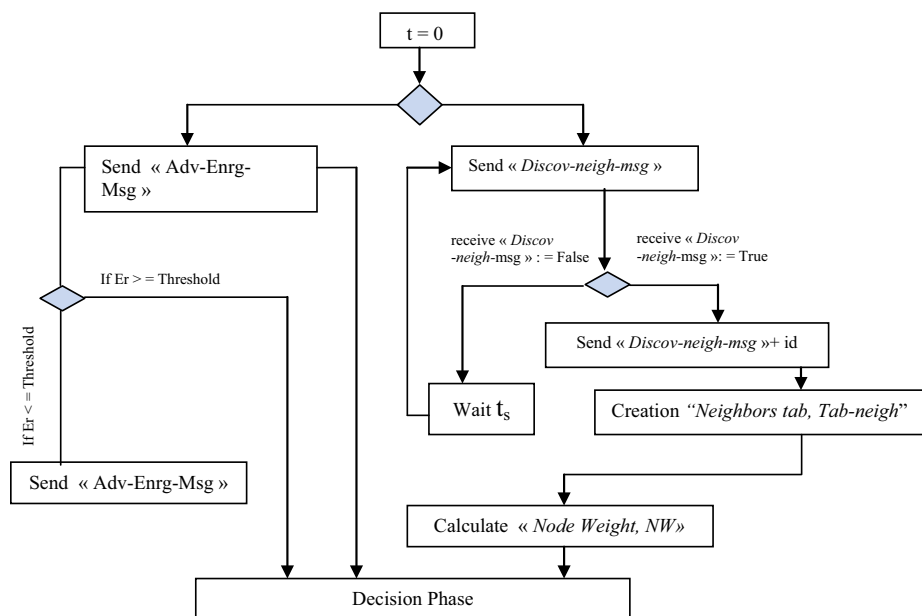 t = 0
Send « Adv-Enrg-
Msg »
Send « Discov-neigh-msg »
receive « Discov
-neigh-msg » : = False
receive « Discov
-neigh-msg »: = True
If Er > = Threshold
If Er < = Threshold
Send « Discov-neigh-msg »+ id
Wait ts
Creation “Neighbors tab, Tab-neigh”
Send « Adv-Enrg-Msg »
Calculate « Node Weight, NW»
Decision Phase